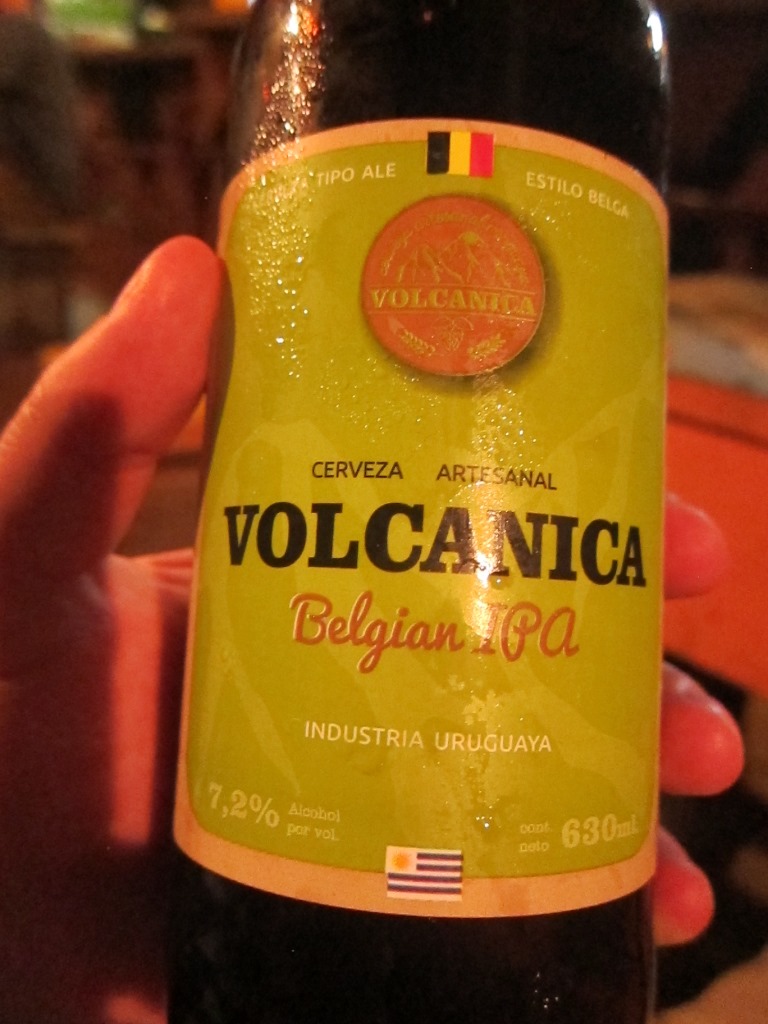 TIPO ALE
ESTILO BELGA
VOLCANICA
CERVEZA ARTESANAL
VOLCANICA
Belgian IPA
INDUSTRIA URUGUAYA
7,2% Alcohol
por vol.
cont.
neto 630ml.